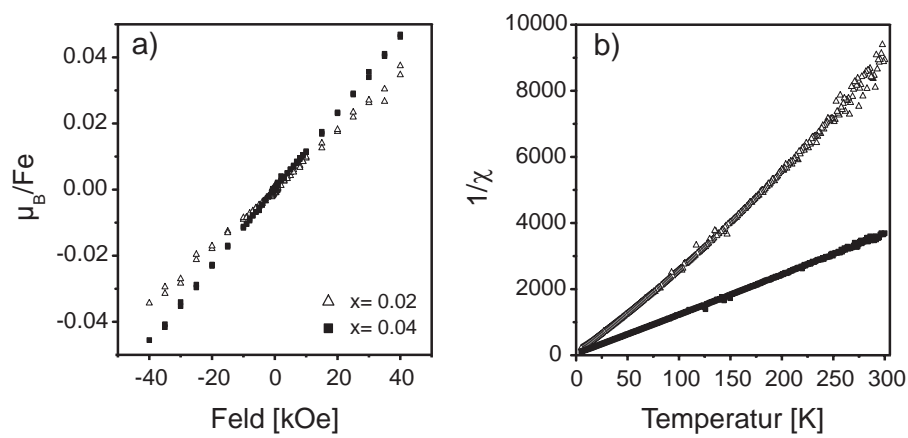 a)
0.04
0.02
0.00
-0.02
-0.04
μB/Fe
x= 0.02
x= 0.04
-40 -20 0 20 40
Feld [kOe]
b)
10000
8000
6000
4000
2000
0
1/χ
0 50 100 150 200 250 300
Temperatur [K]